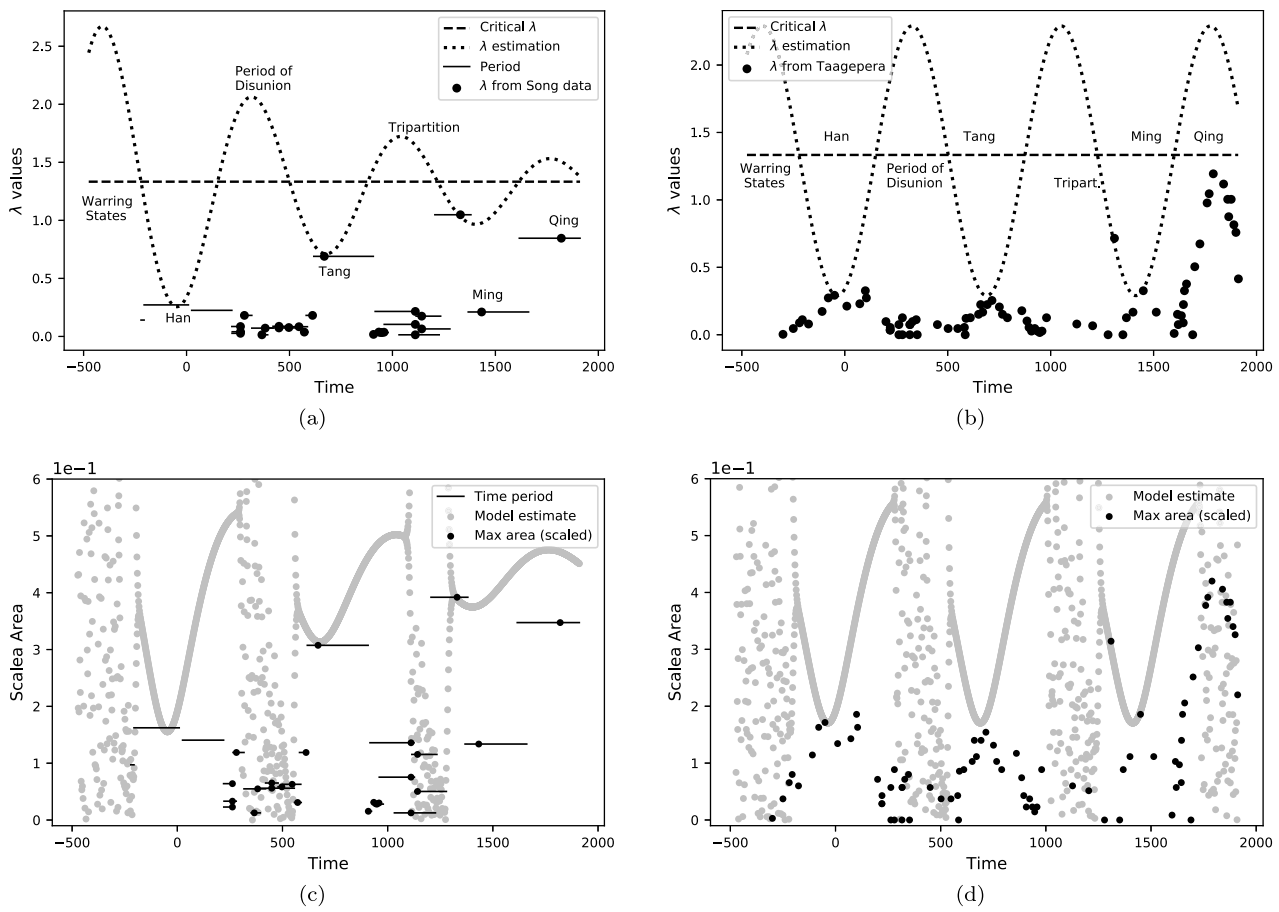 2.5
2.0
1.5
1.0
0.5
0.0
λ values
Critical λ
λ estimation
Period
λ from Song data
Period of
Disunion
Tripartition
Warring
States
Han
Tang
Ming
Qing
−500 0 500 1000 1500 2000
Time
(a)
2.0
1.5
1.0
0.5
0.0
λ values
Critical λ
λ estimation
λ from Taagepera
Han
Tang
Ming
Qing
Warring
States
Period of
Disunion
Tripart.
−500 0 500 1000 1500 2000
Time
(b)
1e−1
6
5
4
3
2
1
0
Scalea Area
Time period
Model estimate
Max area (scaled)
−500 0 500 1000 1500 2000
Time
(c)
1e−1
6
5
4
3
2
1
0
Scalea Area
Model estimate
Max area (scaled)
−500 0 500 1000 1500 2000
Time
(d)